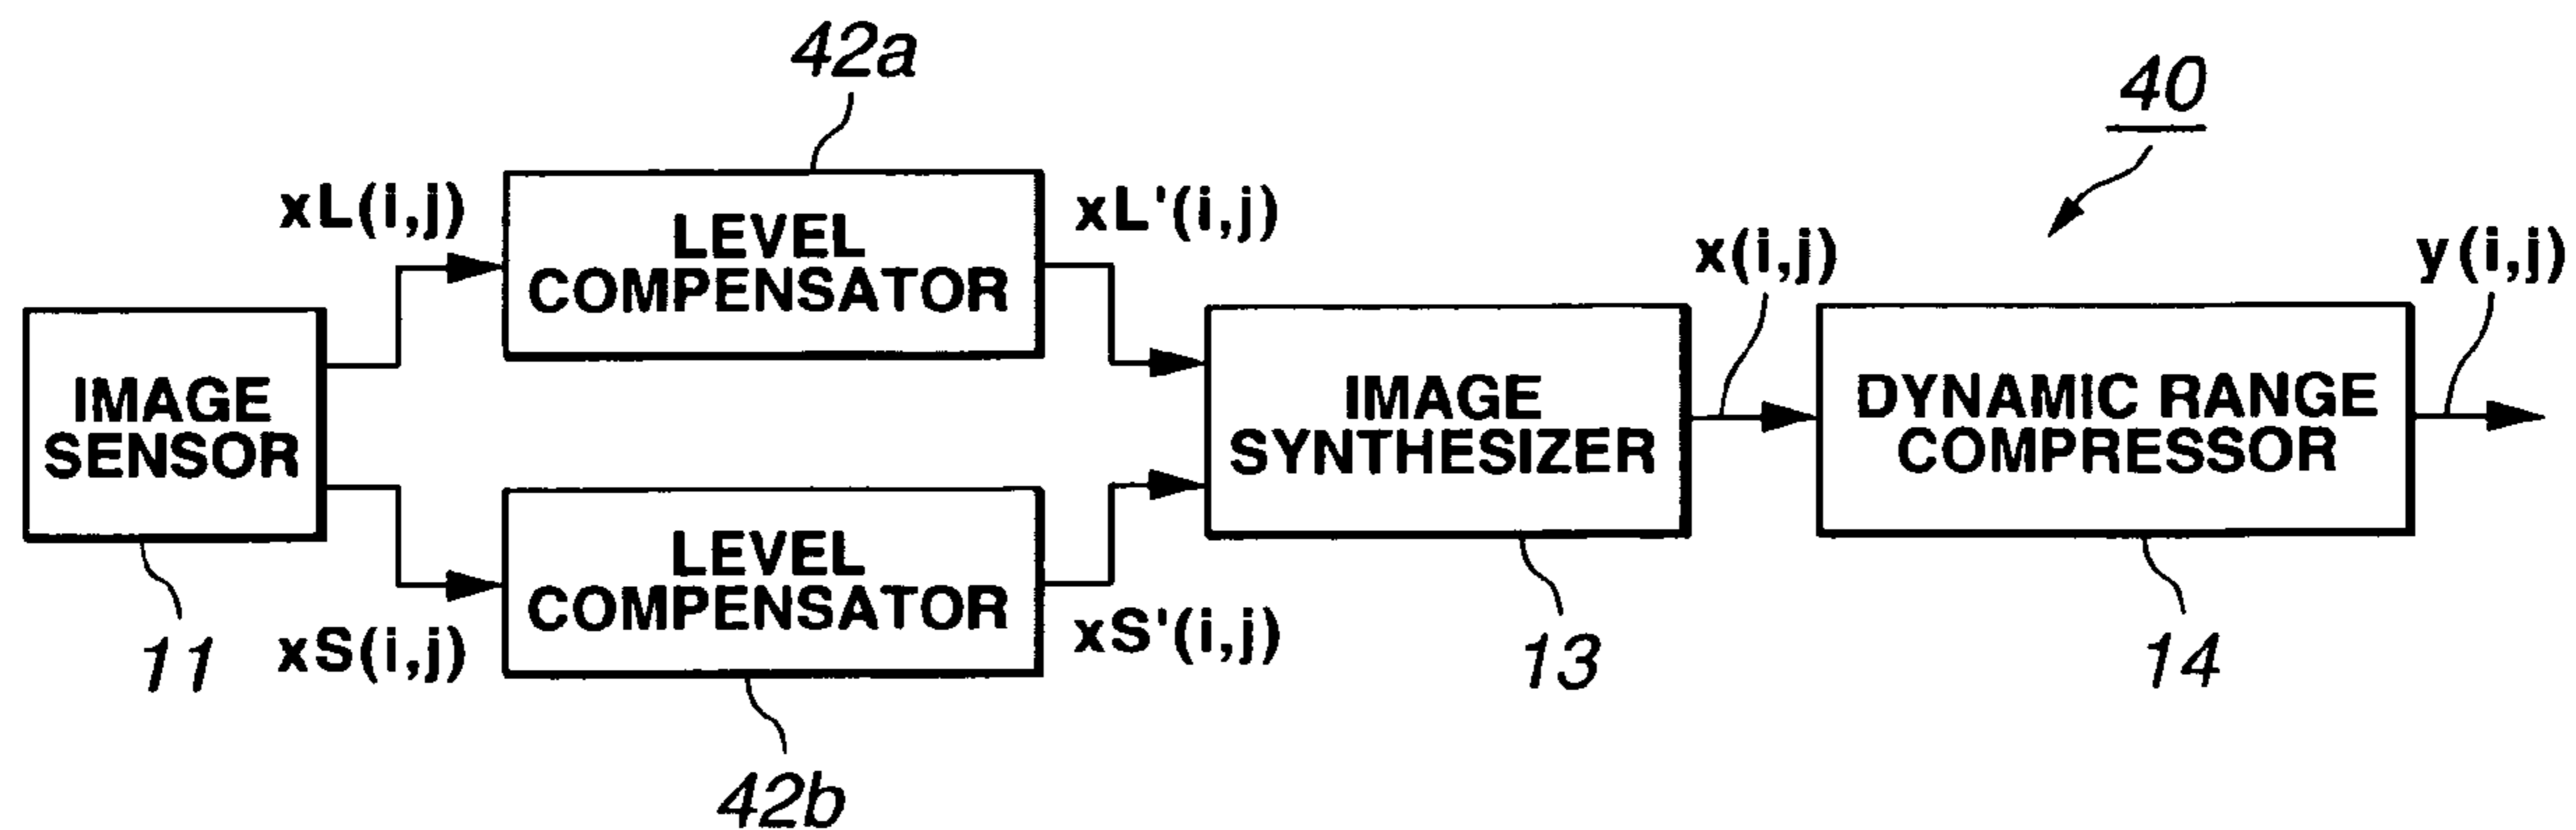 42a
40
xL(i,j)
LEVEL
COMPENSATOR
xL'(i,j)
x(i,j)
y(i,j)
IMAGE
SENSOR
IMAGE
SYNTHESIZER
DYNAMIC RANGE
COMPRESSOR
LEVEL
COMPENSATOR
11
xS(i,j)
xS'(i,j)
13
14
42b